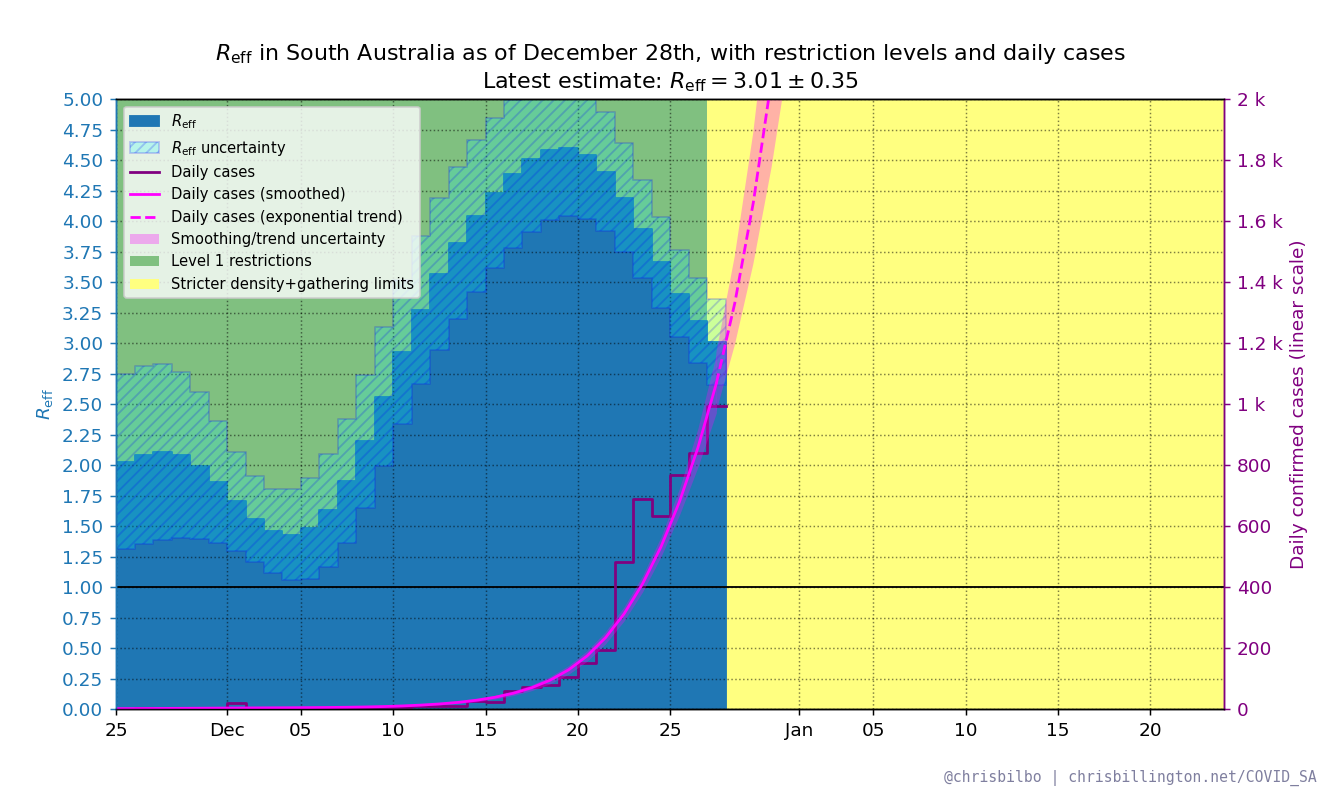 R_eff in South Australia as of December 28th, with restriction levels and daily cases
Latest estimate: R_eff = 3.01 ± 0.35
R_eff
R_eff uncertainty
Daily cases
Daily cases (smoothed)
Daily cases (exponential trend)
Smoothing/trend uncertainty
Level 1 restrictions
Stricter density+gathering limits
R_eff
5.00
4.75
4.50
4.25
4.00
3.75
3.50
3.25
3.00
2.75
2.50
2.25
2.00
1.75
1.50
1.25
1.00
0.75
0.50
0.25
0.00
2 k
1.8 k
1.6 k
1.4 k
1.2 k
1 k
800
600
400
200
0
Daily confirmed cases (linear scale)
25 Dec 05 10 15 20 25 Jan 05 10 15 20
@chrisbilbo | chrisbillington.net/COVID_SA